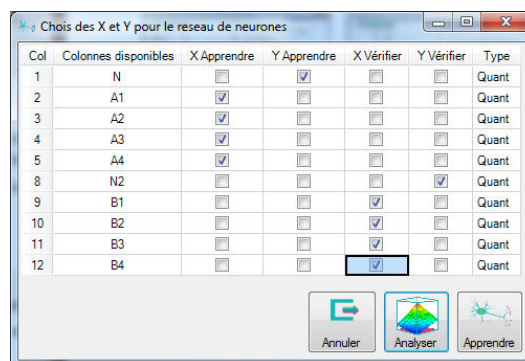 Chois des X et Y pour le reseau de neurones
Col Colonnes disponibles X Apprendre Y Apprendre X Vérifier Y Vérifier Type
1 N Quant
2 A1 Quant
3 A2 Quant
4 A3 Quant
5 A4 Quant
8 N2 Quant
9 B1 Quant
10 B2 Quant
11 B3 Quant
12 B4 Quant
Annuler Analyser Apprendre